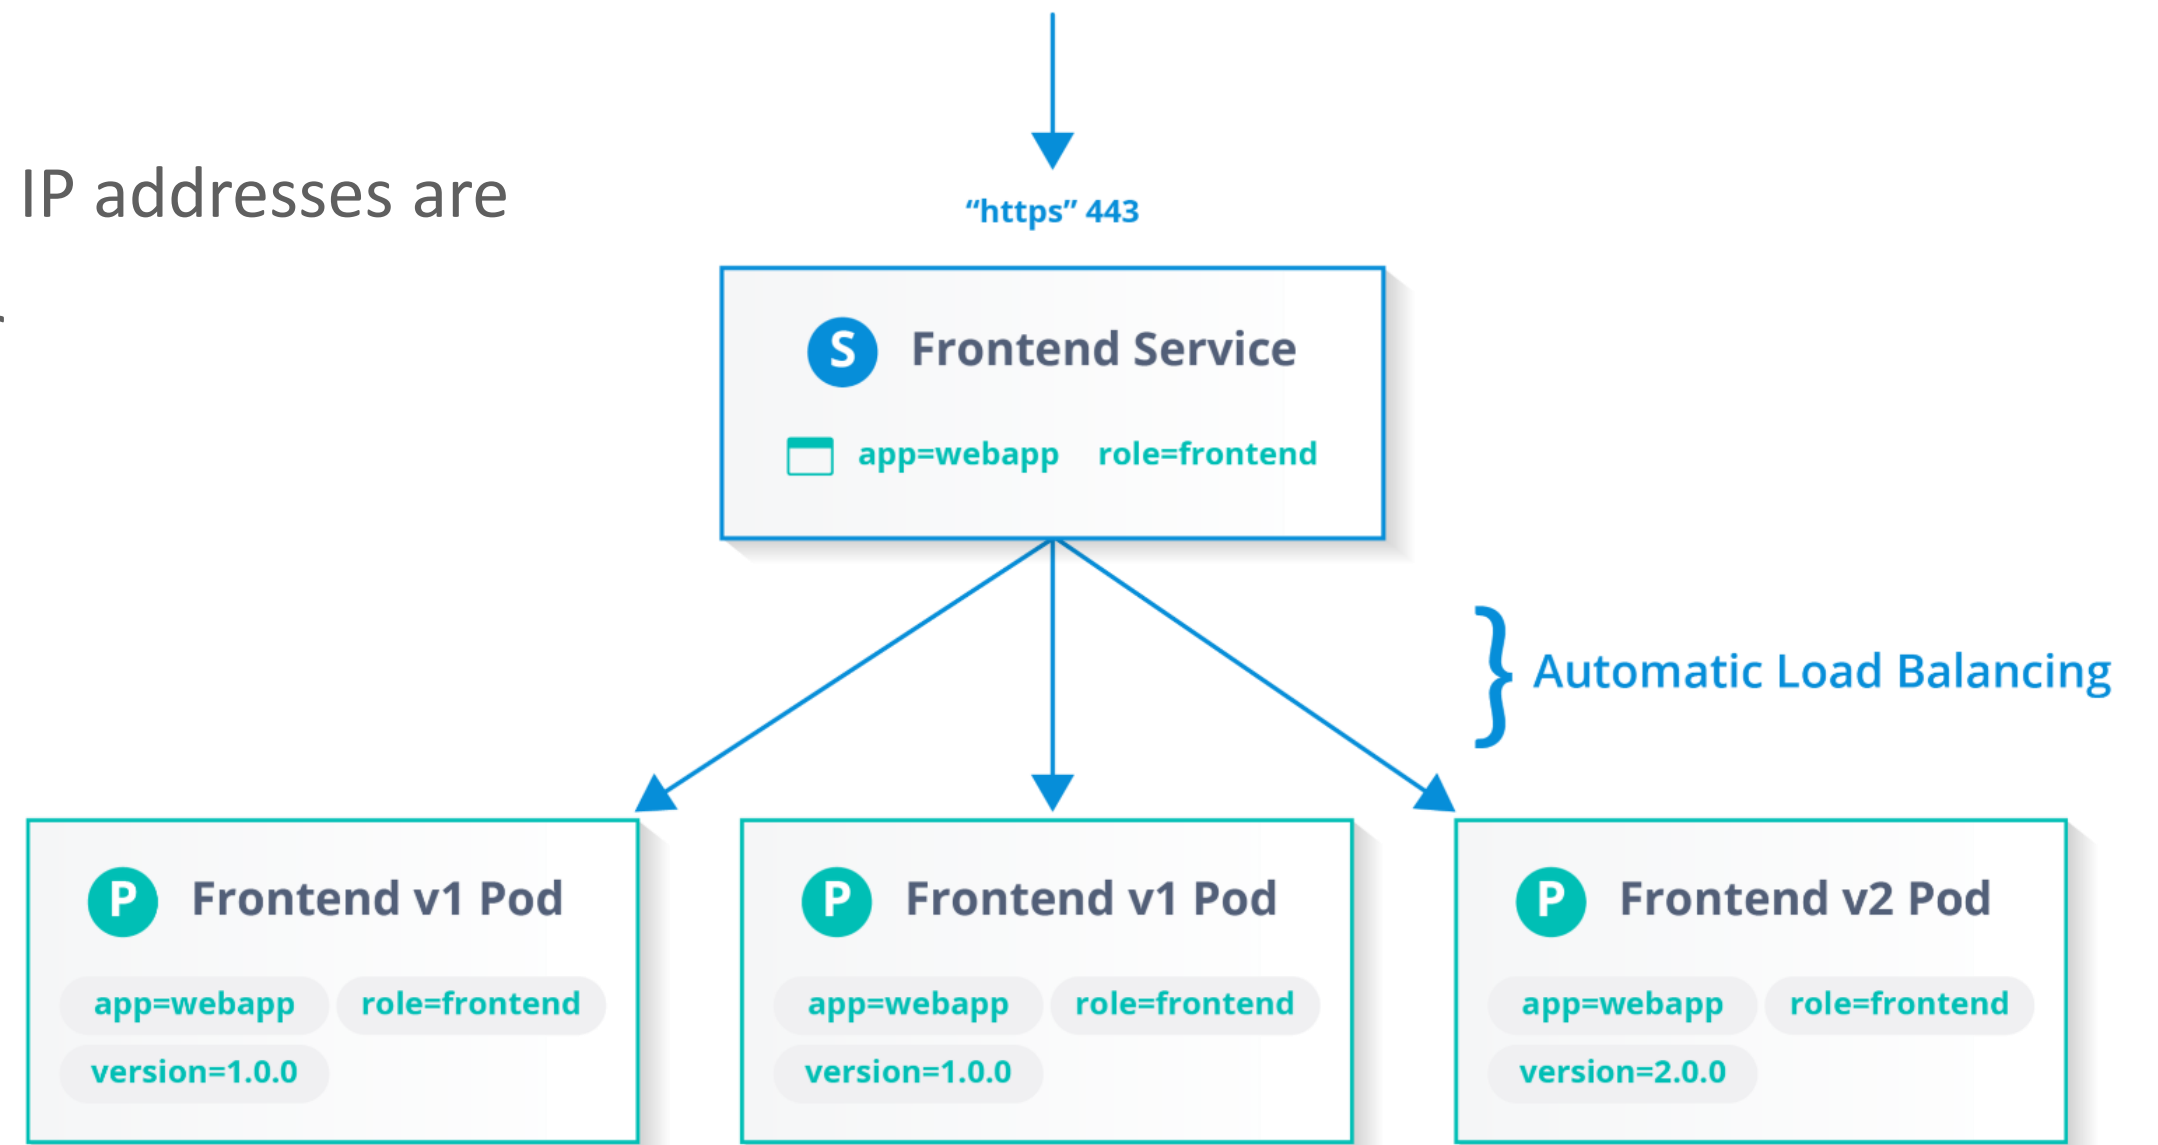 IP addresses are
“https” 443
S Frontend Service
app=webapp role=frontend
} Automatic Load Balancing
P Frontend v1 Pod
app=webapp role=frontend
version=1.0.0
P Frontend v1 Pod
app=webapp role=frontend
version=1.0.0
P Frontend v2 Pod
app=webapp role=frontend
version=2.0.0